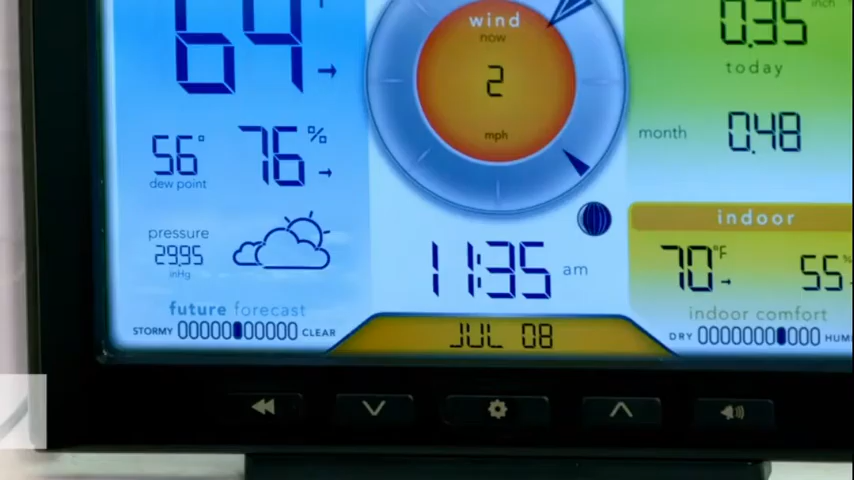 64°
wind
now
2
mph
inch
0.35
today
month
0.48
56°
dew point
76%
pressure
29.95
inHg
11:35 am
indoor
70°F
55%
future forecast
STORMY
CLEAR
JUL 08
indoor comfort
DRY